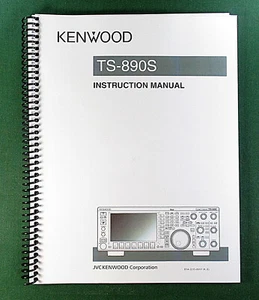 KENWOOD
TS-890S
INSTRUCTION MANUAL
JVCKENWOOD Corporation